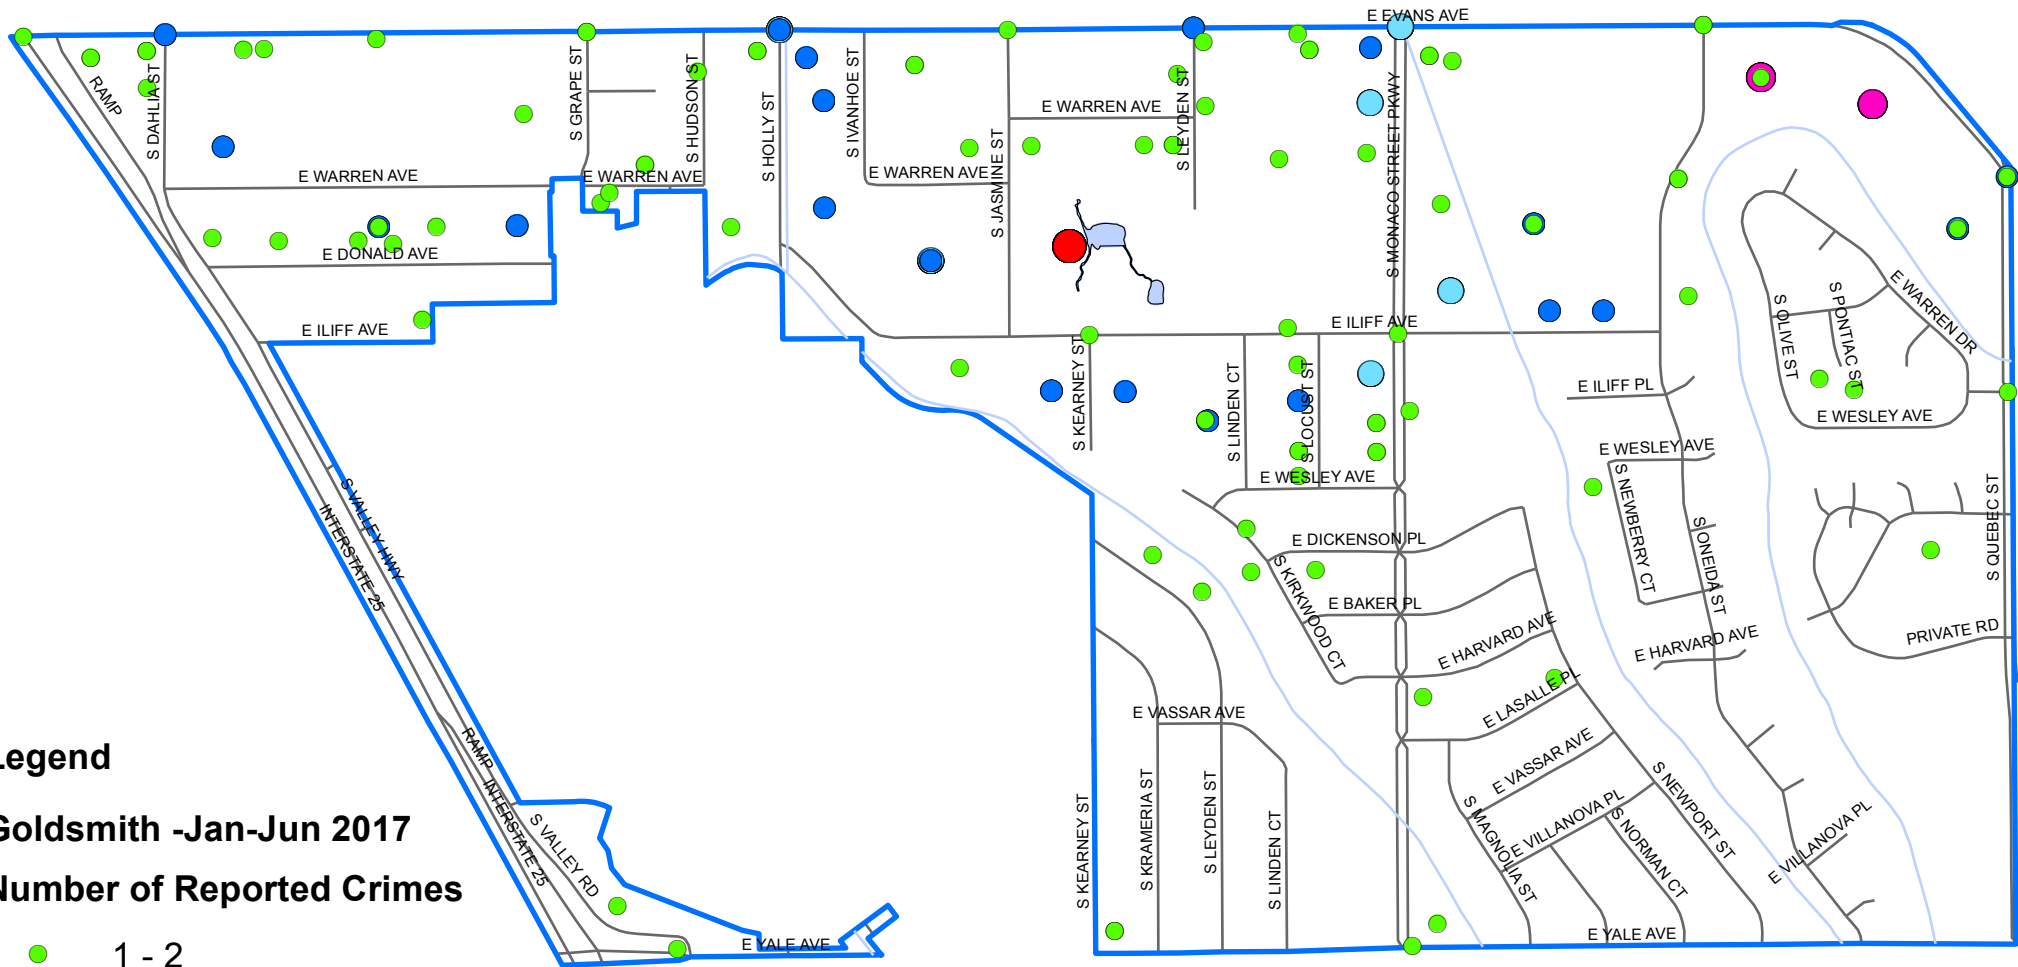 E EVANS AVE
RAMP
S DAHLIA ST
S GRAPE ST
S HUDSON ST
S HOLLY ST
S IVANHOE ST
S JASMINE ST
S LEYDEN ST
S MONACO STREET PKWY
E WARREN AVE
E WARREN AVE
E WARREN AVE
E WARREN AVE
E DONALD AVE
E ILIFF AVE
E ILIFF AVE
S OLIVE ST
S PONTIAC ST
E WARREN DR
S KEARNEY ST
S LINDEN CT
S LOCUST ST
E ILIFF PL
E WESLEY AVE
E WESLEY AVE
E WESLEY AVE
S VALLEY HWY
INTERSTATE 25
S NEWBERRY CT
S ONEIDA ST
S QUEBEC ST
E DICKENSON PL
S KIRKWOOD CT
E BAKER PL
E HARVARD AVE
E HARVARD AVE
PRIVATE RD
E LASALLE PL
E VASSAR AVE
E VASSAR AVE
RAMP
INTERSTATE 25
S VALLEY RD
S KEARNEY ST
S KRAMERIA ST
S LEYDEN ST
S LINDEN CT
S MAGNOLIA ST
E VILLANOVA PL
S NORMAN CT
S NEWPORT ST
E VILLANOVA PL
E YALE AVE
E YALE AVE
Legend
Goldsmith -Jan-Jun 2017
Number of Reported Crimes
1 - 2